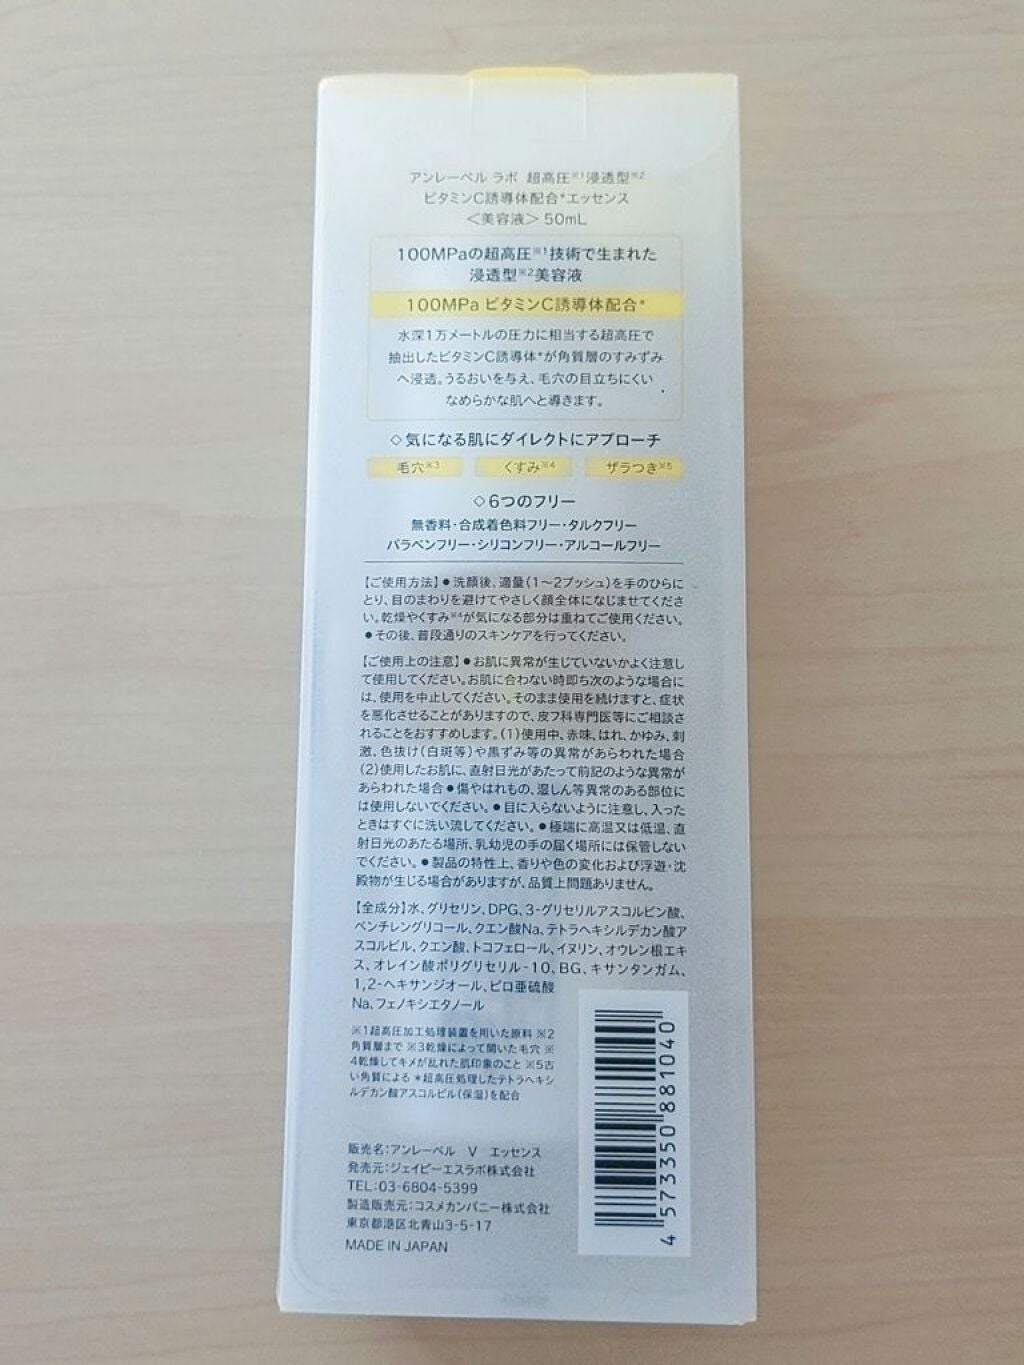 アンレーベル ラボ 超高圧※1浸透型※2
ビタミンC誘導体配合*エッセンス
＜美容液＞50mL
100MPaの超高圧※1技術で生まれた
浸透型※2美容液
100MPa ビタミンC誘導体配合*
水深1万メートルの圧力に相当する超高圧で
抽出したビタミンC誘導体*が角質層のすみずみ
へ浸透。うるおいを与え、毛穴の目立ちにくい
なめらかな肌へと導きます。
◇気になる肌にダイレクトにアプローチ
毛穴※3 くすみ※4 ザラつき※5
◇6つのフリー
無香料・合成着色料フリー・タルクフリー
パラベンフリー・シリコンフリー・アルコールフリー
【ご使用方法】●洗顔後、適量(1～2プッシュ)を手のひらに
とり、目のまわりを避けてやさしく顔全体になじませてくださ
い。乾燥やくすみ※4が気になる部分は重ねてご使用ください。
●その後、普段通りのスキンケアを行ってください。
【ご使用上の注意】●お肌に異常が生じていないかよく注意し
て使用してください。お肌に合わない時即ち次のような場合に
は、使用を中止してください。そのまま使用を続けますと、症状
を悪化させることがありますので、皮フ科専門医等にご相談さ
れることをおすすめします。(1)使用中、赤味、はれ、かゆみ、刺
激、色抜け(白斑等)や黒ずみ等の異常があらわれた場合
(2)使用したお肌に、直射日光があたって前記のような異常が
あらわれた場合●傷やはれもの、湿しん等異常のある部位に
は使用しないでください。●目に入らないように注意し、入った
ときはすぐに洗い流してください。●極端に高温又は低温、直
射日光のあたる場所、乳幼児の手の届く場所には保管しない
でください。●製品の特性上、香りや色の変化および浮遊・沈
殿物が生じる場合がありますが、品質上問題ありません。
【全成分】水、グリセリン、DPG、3-グリセリルアスコルビン酸、
ペンチレングリコール、クエン酸Na、テトラヘキシルデカン酸ア
スコルビル、クエン酸、トコフェロール、イヌリン、オウレン根エキ
ス、オレイン酸ポリグリセリル-10、BG、キサンタンガム、
1,2-ヘキサンジオール、ピロ亜硫酸
Na、フェノキシエタノール
※1超高圧加工処理装置を用いた原料 ※2
角質層まで ※3乾燥によって開いた毛穴 ※
4乾燥してキメが乱れた肌印象のこと ※5古
い角質による *超高圧処理したテトラヘキシ
ルデカン酸アスコルビル(保湿)を配合
販売名：アンレーベル V エッセンス
発売元：ジェイピーエスラボ株式会社
TEL：03-6804-5399
製造販売元：コスメカンパニー株式会社
東京都港区北青山3-5-17
MADE IN JAPAN
4 573350 881040